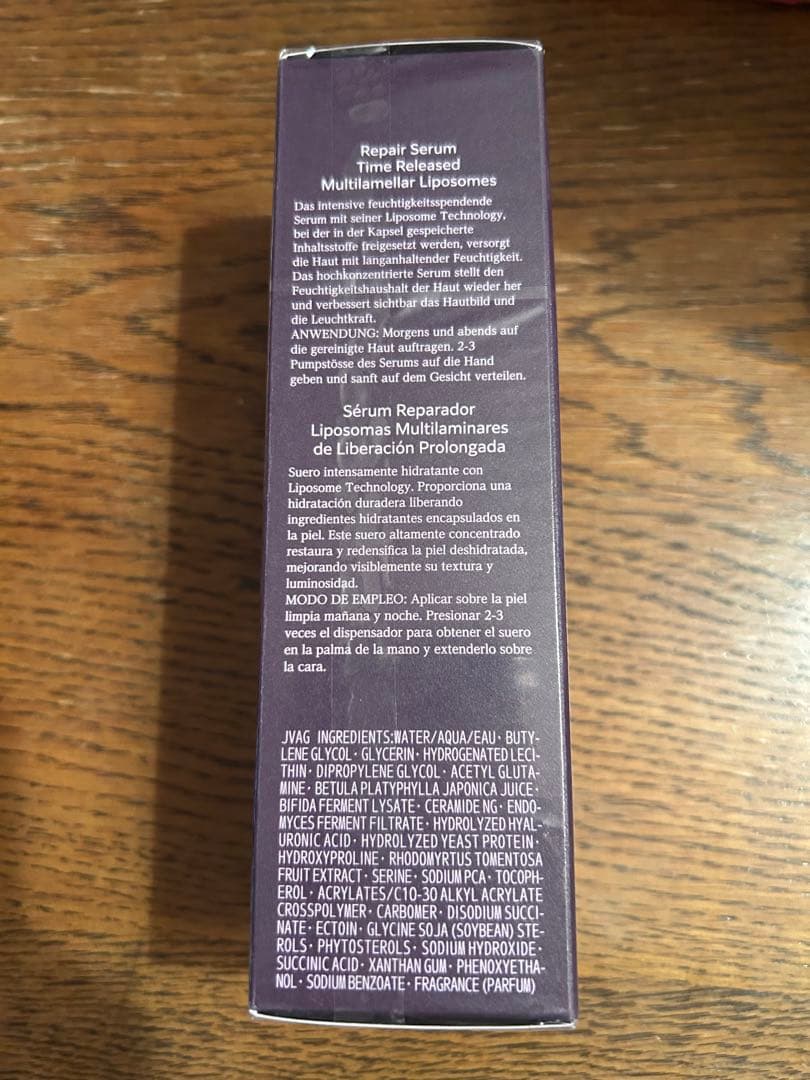 Repair Serum
Time Released
Multilamellar Liposomes
Das intensive feuchtigkeitsspendende
Serum mit seiner Liposome Technology,
bei der in der Kapsel gespeicherte
Inhaltsstoffe freigesetzt werden, versorgt
die Haut mit langanhaltender Feuchtigkeit.
Das hochkonzentrierte Serum stellt den
Feuchtigkeitshaushalt der Haut wieder her
und verbessert sichtbar das Hautbild und
die Leuchtkraft.
ANWENDUNG: Morgens und abends auf
die gereinigte Haut auftragen. 2-3
Pumpstösse des Serums auf die Hand
geben und sanft auf dem Gesicht verteilen.
Sérum Reparador
Liposomas Multilaminares
de Liberación Prolongada
Suero intensamente hidratante con
Liposome Technology. Proporciona una
hidratación duradera liberando
ingredientes hidratantes encapsulados en
la piel. Este suero altamente concentrado
restaura y redensifica la piel deshidratada,
mejorando visiblemente su textura y
luminosidad.
MODO DE EMPLEO: Aplicar sobre la piel
limpia mañana y noche. Presionar 2-3
veces el dispensador para obtener el suero
en la palma de la mano y extenderlo sobre
la cara.
JVAG INGREDIENTS:WATER/AQUA/EAU· BUTY-
LENE GLYCOL· GLYCERIN· HYDROGENATED LECI-
THIN· DIPROPYLENE GLYCOL· ACETYL GLUTA-
MINE· BETULA PLATYPHYLLA JAPONICA JUICE·
BIFIDA FERMENT LYSATE· CERAMIDE NG· ENDO-
MYCES FERMENT FILTRATE· HYDROLYZED HYAL-
URONIC ACID· HYDROLYZED YEAST PROTEIN·
HYDROXYPROLINE· RHODOMYRTUS TOMENTOSA
FRUIT EXTRACT· SERINE· SODIUM PCA· TOCOPH-
EROL· ACRYLATES/C10-30 ALKYL ACRYLATE
CROSSPOLYMER· CARBOMER· DISODIUM SUCCI-
NATE· ECTOIN· GLYCINE SOJA (SOYBEAN) STE-
ROLS· PHYTOSTEROLS· SODIUM HYDROXIDE·
SUCCINIC ACID· XANTHAN GUM· PHENOXYETHA-
NOL· SODIUM BENZOATE· FRAGRANCE (PARFUM)